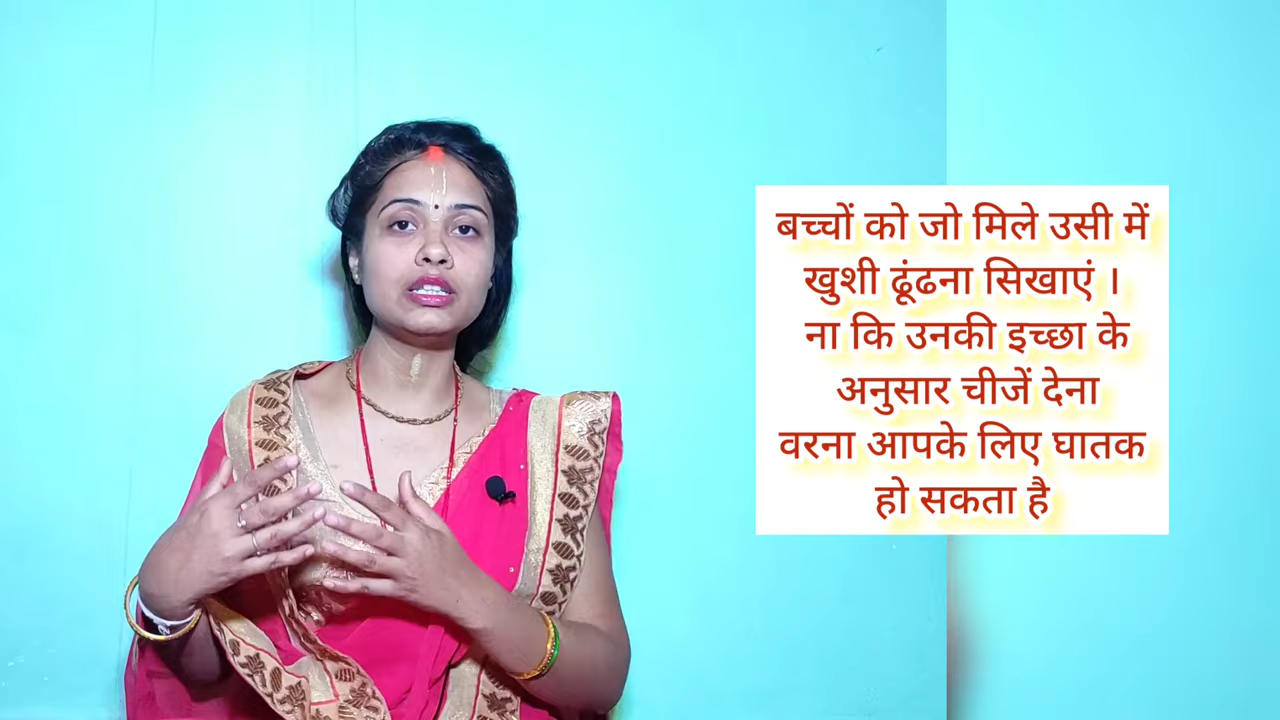 बच्चों को जो मिले उसी में
खुशी ढूंढना सिखाएं ।
ना कि उनकी इच्छा के
अनुसार चीजें देना
वरना आपके लिए घातक
हो सकता है